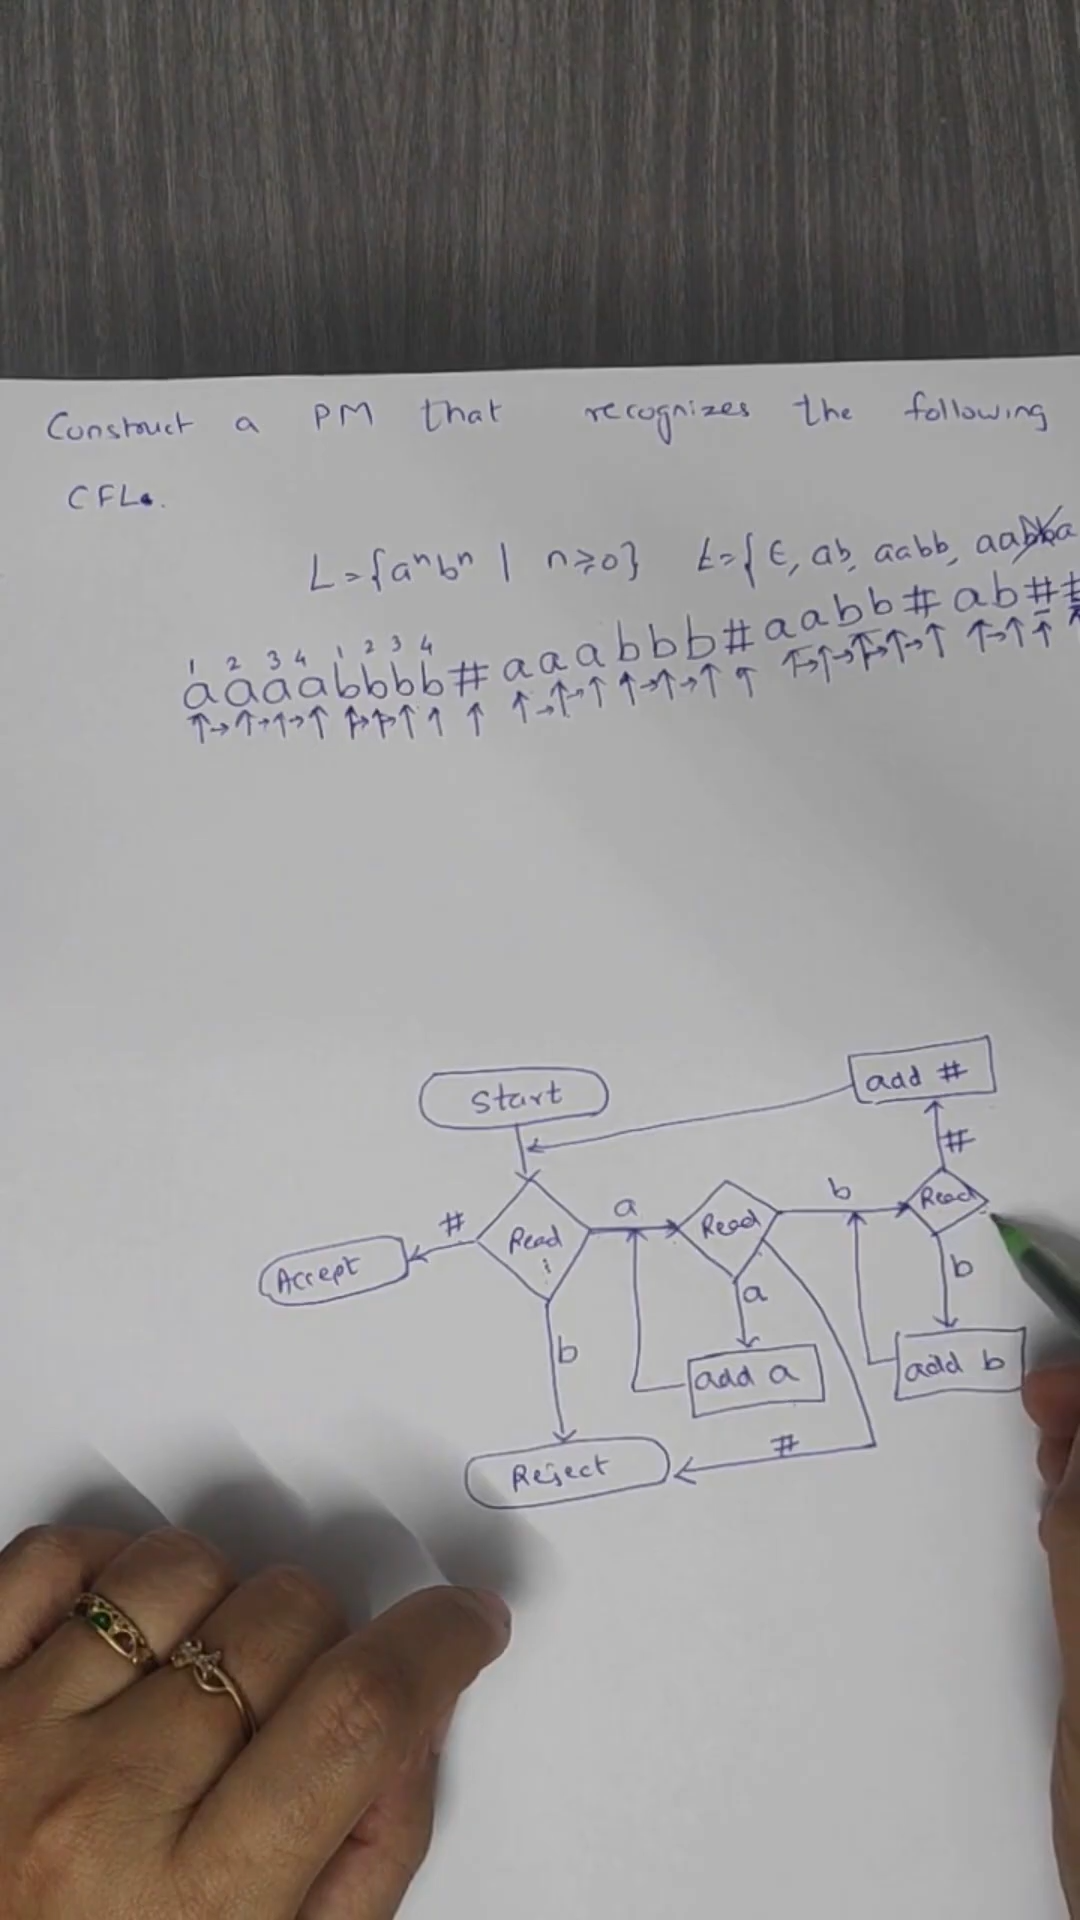 Construct a PM that recognizes the following
CFL.
L={aⁿbⁿ | n≥0} L={ε, ab, aabb,
1 2 3 4 1 2 3 4
aaaabbbb#aaabbb#aabb#ab##
Start
add #
#
#
a
b
Read
Read
Read
Accept
b
a
b
add a
add b
#
Reject